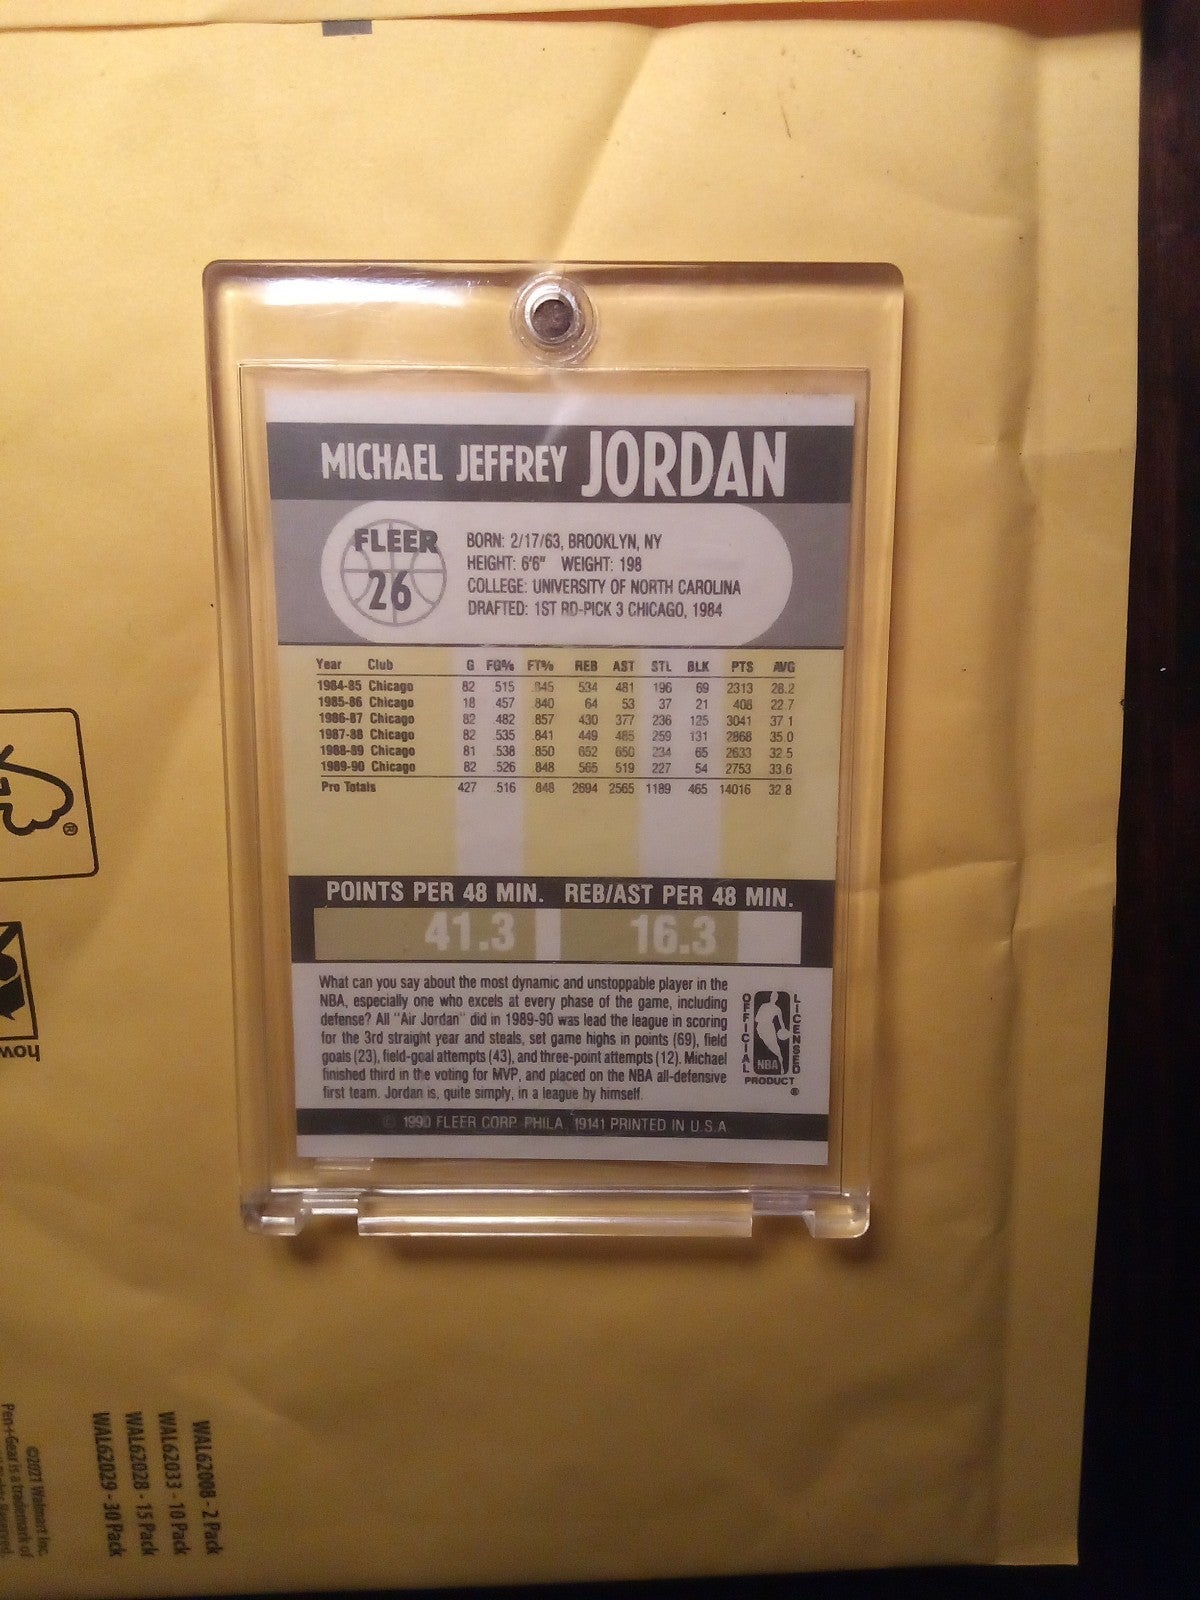 MICHAEL JEFFREY JORDAN
FLEER
26
BORN: 2/17/63, BROOKLYN, NY
HEIGHT: 6'6" WEIGHT: 198
COLLEGE: UNIVERSITY OF NORTH CAROLINA
DRAFTED: 1ST RD-PICK 3 CHICAGO, 1984
Year Club G FG% FT% REB AST STL BLK PTS AVG
1984-85 Chicago 82 .515 .845 534 481 196 69 2313 28.2
1985-86 Chicago 18 .457 .840 64 53 37 21 408 22.7
1986-87 Chicago 82 .482 .857 430 377 236 125 3041 37.1
1987-88 Chicago 82 .535 .841 449 485 259 131 2868 35.0
1988-89 Chicago 81 .538 .850 652 650 234 65 2633 32.5
1989-90 Chicago 82 .526 .848 565 519 227 54 2753 33.6
Pro Totals 427 .516 .848 2694 2565 1189 465 14016 32.8
POINTS PER 48 MIN. REB/AST PER 48 MIN.
41.3 16.3
What can you say about the most dynamic and unstoppable player in the
NBA, especially one who excels at every phase of the game, including
defense? All "Air Jordan" did in 1989-90 was lead the league in scoring
for the 3rd straight year and steals, set game highs in points (69), field
goals (23), field-goal attempts (43), and three-point attempts (12). Michael
finished third in the voting for MVP, and placed on the NBA all-defensive
first team. Jordan is, quite simply, in a league by himself.
OFFICIAL
LICENSED
NBA
PRODUCT
®
© 1990 FLEER CORP. PHILA. 19141 PRINTED IN U.S.A.
®
how
WAL62008 - 2 Pack
WAL62033 - 10 Pack
WAL62028 - 15 Pack
WAL62029 - 30 Pack
©2021 Walmart Inc.
Pen+Gear is a trademark of